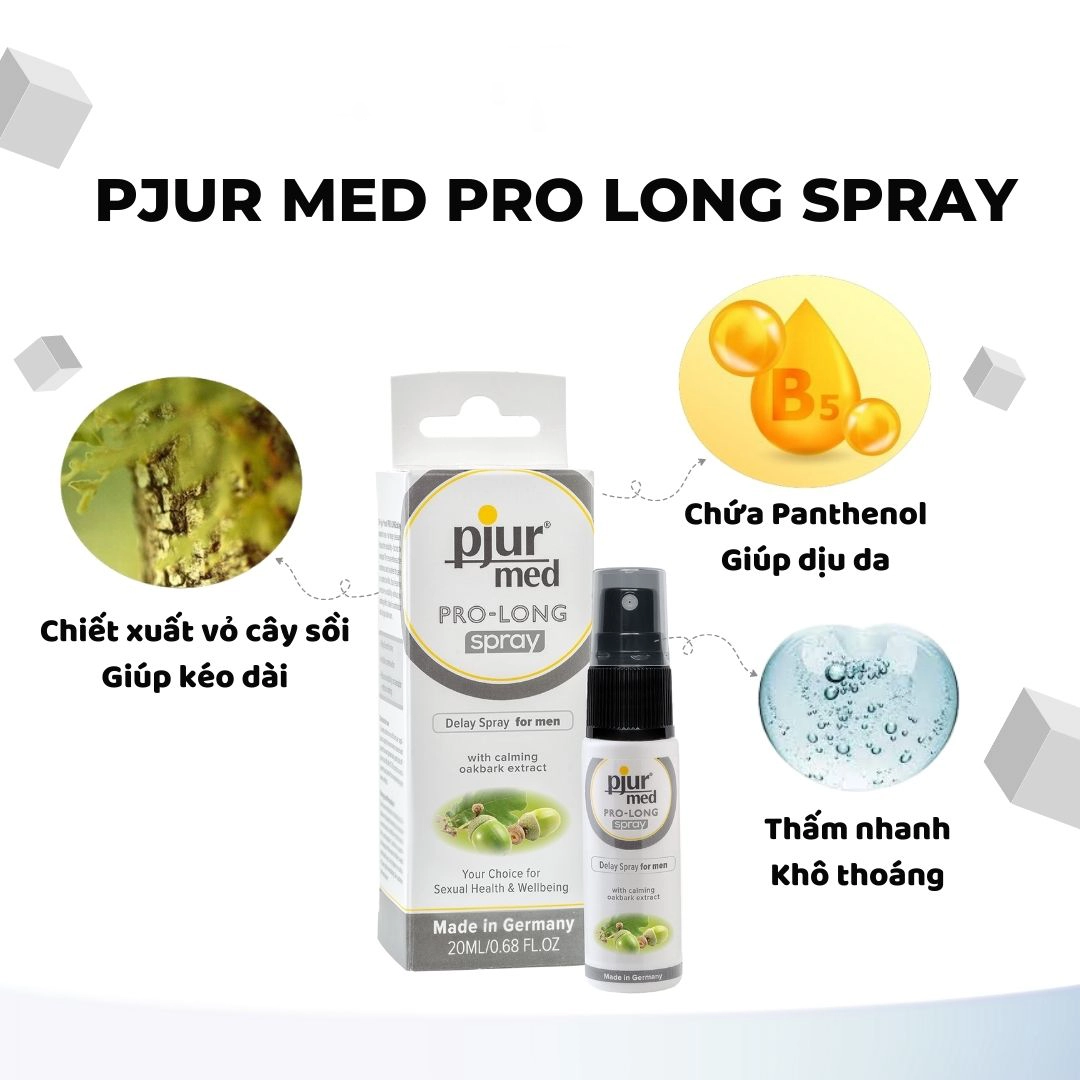 PJUR MED PRO LONG SPRAY
B5
Chứa Panthenol
Giúp dịu da
Chiết xuất vỏ cây sồi
Giúp kéo dài
Thấm nhanh
Khô thoáng
pjur®
med
PRO-LONG
spray
Delay Spray for men
with calming
oakbark extract
Your Choice for
Sexual Health & Wellbeing
Made in Germany
20ML/0.68 FL.OZ
pjur®
med
PRO-LONG
spray
Delay Spray for men
with calming
oakbark extract
Made in Germany